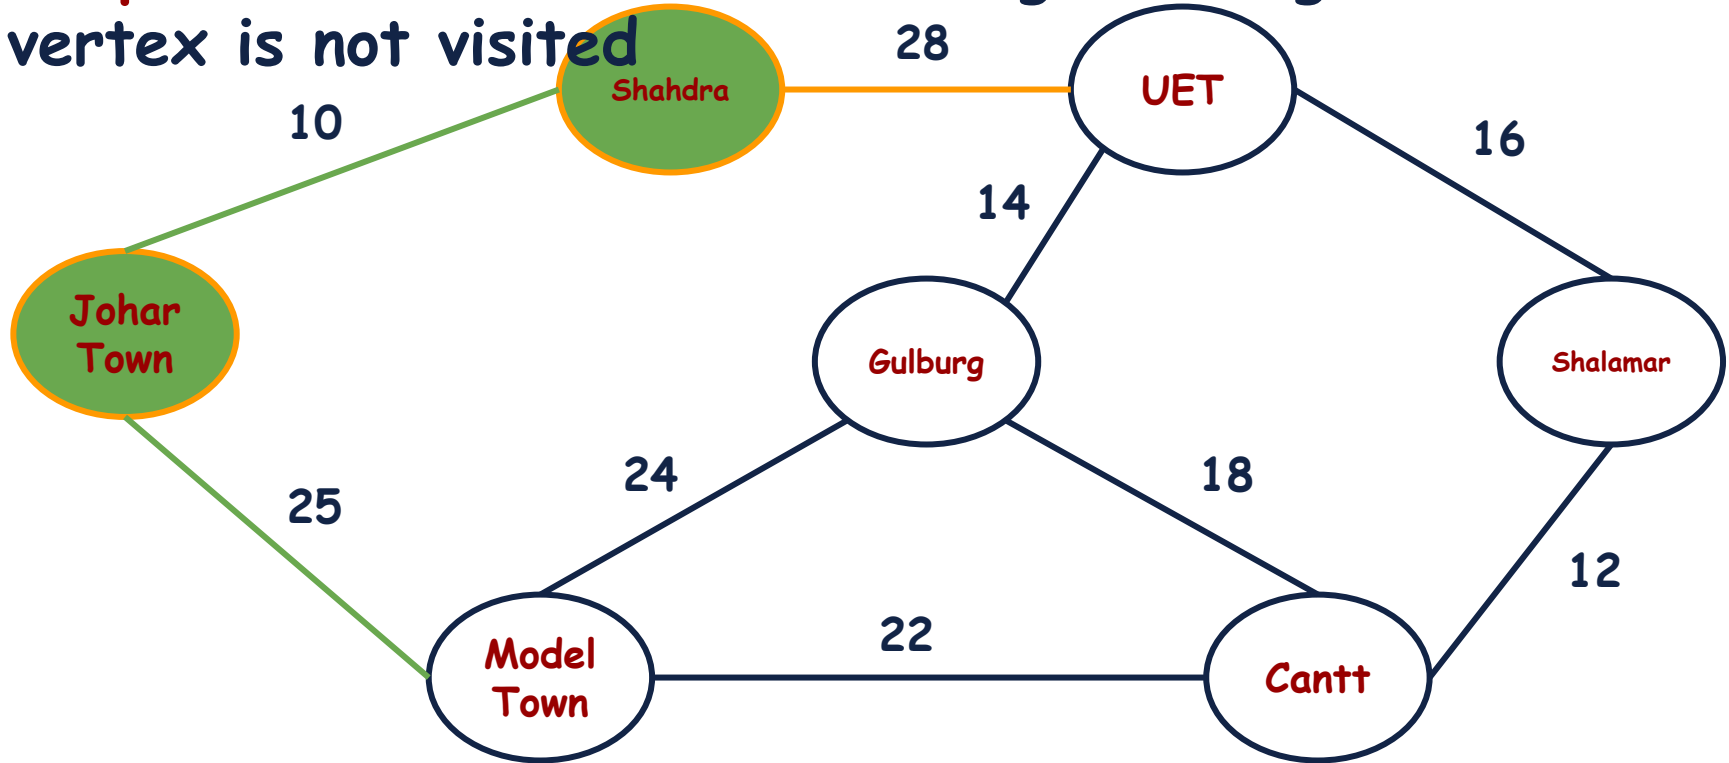 vertex is not visited
28
Shahdra
UET
10
16
14
Johar
Town
Gulburg
Shalamar
24
18
25
12
22
Model
Town
Cantt